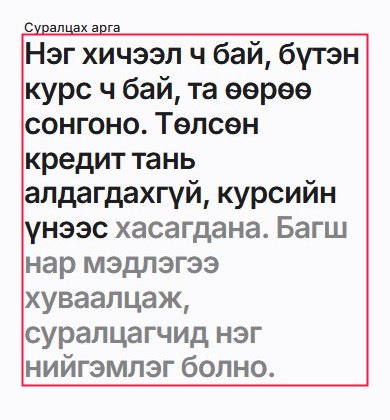 Суралцах арга
Нэг хичээл ч бай, бүтэн
курс ч бай, та өөрөө
сонгоно. Төлсөн
кредит тань
алдагдахгүй, курсийн
үнээс хасагдана. Багш
нар мэдлэгээ
хуваалцаж,
суралцагчид нэг
нийгэмлэг болно.